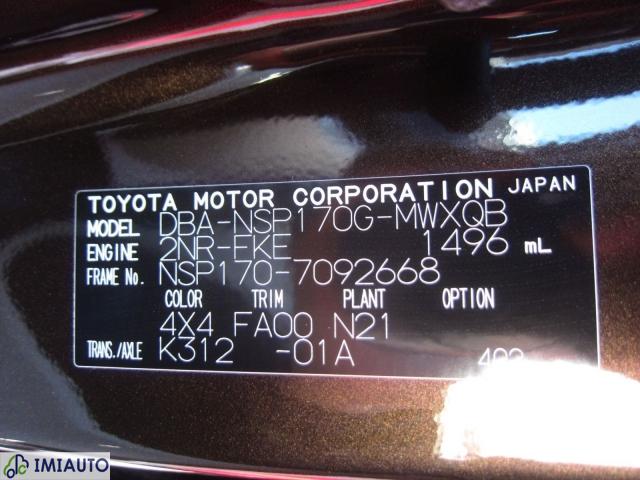 TOYOTA MOTOR CORPORATION JAPAN
MODEL DBA-NSP170G-MWXQB
ENGINE 2NR-FKE 1496 mL
FRAME No. NSP170-7092668
COLOR TRIM PLANT OPTION
4X4 FA00 N21
TRANS./AXLE K312 -01A
IMIAUTO